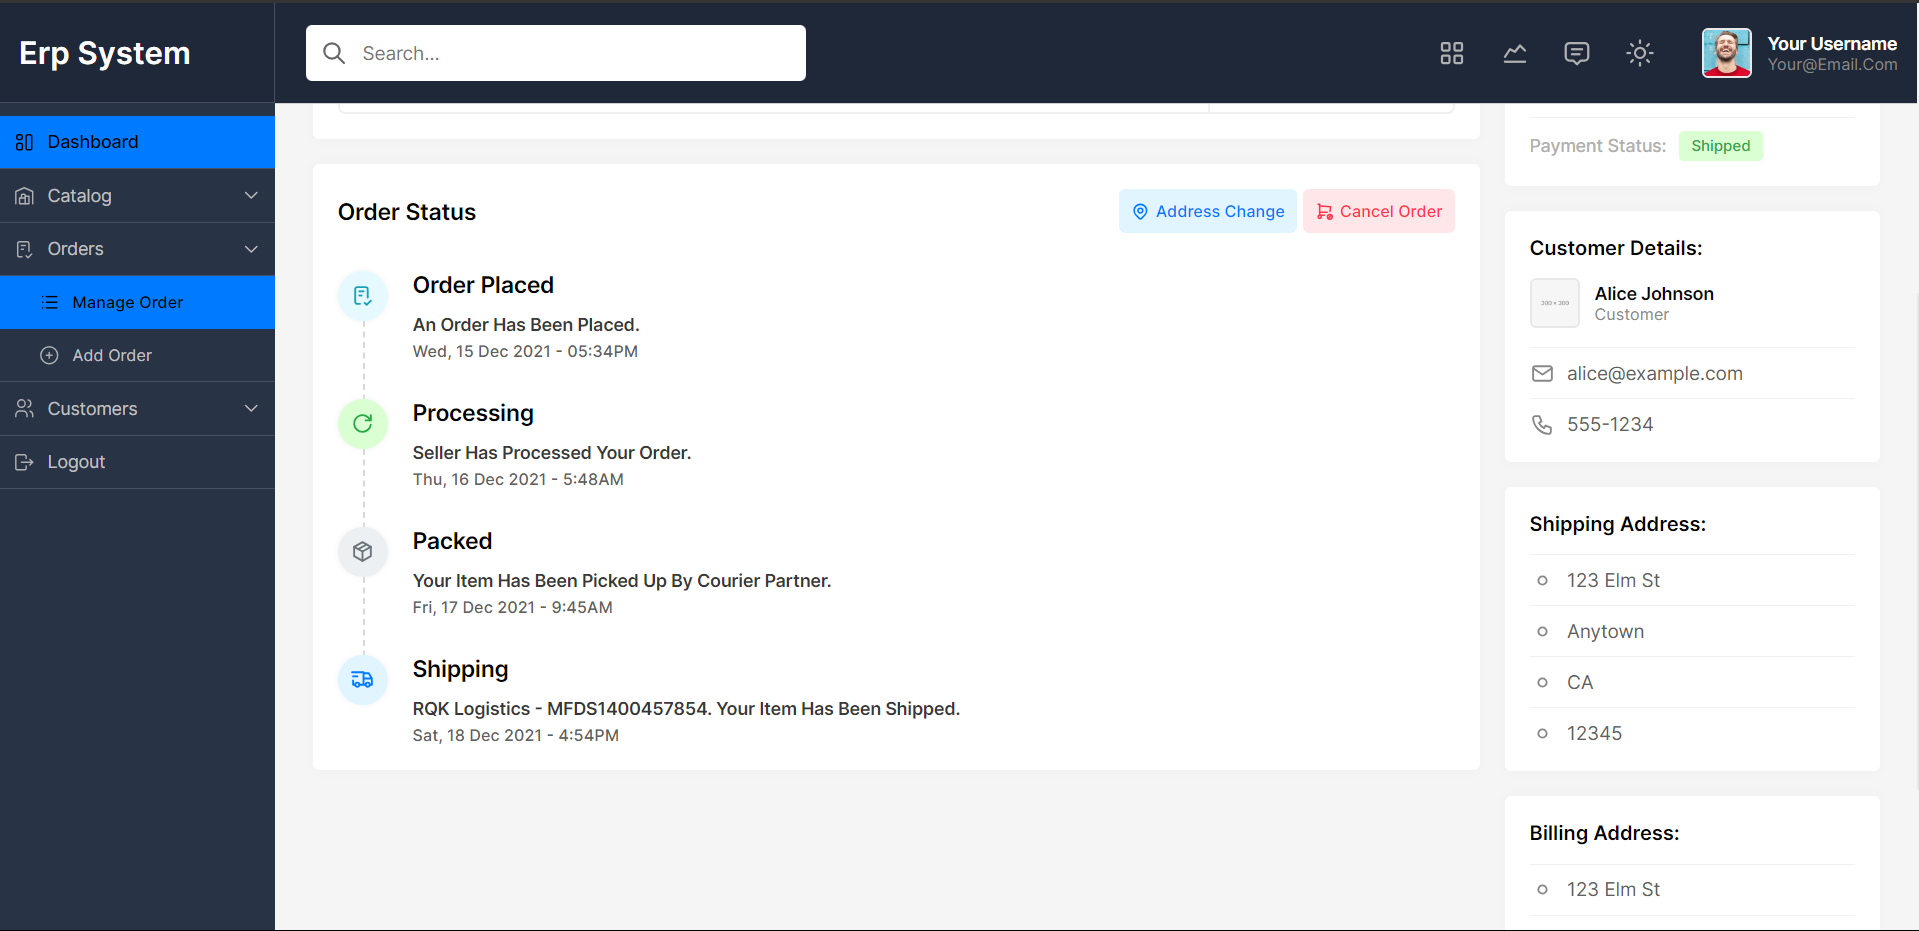 Erp System
Search...
Your Username
Your@Email.Com
Dashboard
Catalog
Orders
Manage Order
Add Order
Customers
Logout
Order Status
Address Change
Cancel Order
Order Placed
An Order Has Been Placed.
Wed, 15 Dec 2021 - 05:34PM
Processing
Seller Has Processed Your Order.
Thu, 16 Dec 2021 - 5:48AM
Packed
Your Item Has Been Picked Up By Courier Partner.
Fri, 17 Dec 2021 - 9:45AM
Shipping
RQK Logistics - MFDS1400457854. Your Item Has Been Shipped.
Sat, 18 Dec 2021 - 4:54PM
Payment Status: Shipped
Customer Details:
300 × 300
Alice Johnson
Customer
alice@example.com
555-1234
Shipping Address:
123 Elm St
Anytown
CA
12345
Billing Address:
123 Elm St